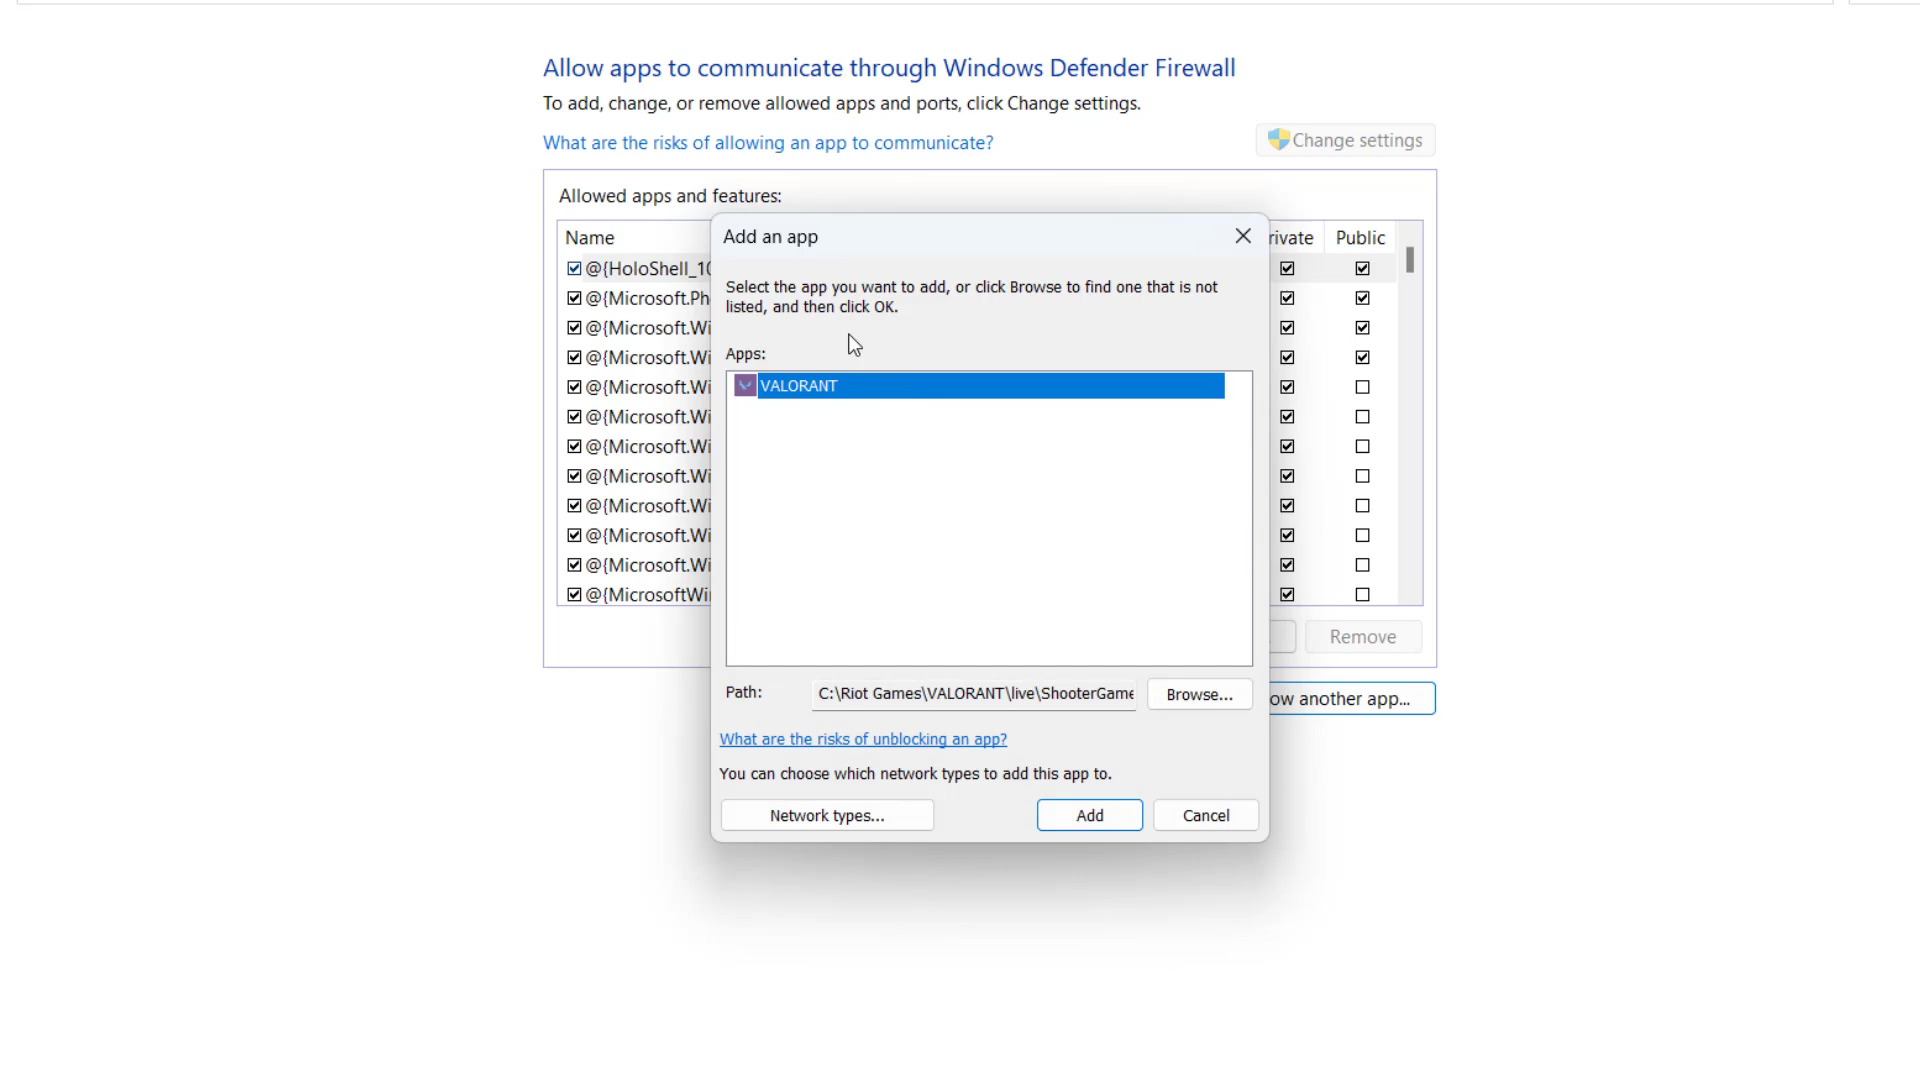 Allow apps to communicate through Windows Defender Firewall
To add, change, or remove allowed apps and ports, click Change settings.
What are the risks of allowing an app to communicate?
Change settings
Allowed apps and features:
Name
rivate
Public
@{HoloShell_10
@{Microsoft.Ph
@{Microsoft.Wi
@{Microsoft.Wi
@{Microsoft.Wi
@{Microsoft.Wi
@{Microsoft.Wi
@{Microsoft.Wi
@{Microsoft.Wi
@{Microsoft.Wi
@{Microsoft.Wi
@{MicrosoftWin
Add an app
Select the app you want to add, or click Browse to find one that is not
listed, and then click OK.
Apps:
VALORANT
Path:
C:\Riot Games\VALORANT\live\ShooterGame
Browse...
What are the risks of unblocking an app?
You can choose which network types to add this app to.
Network types...
Add
Cancel
Remove
ow another app...